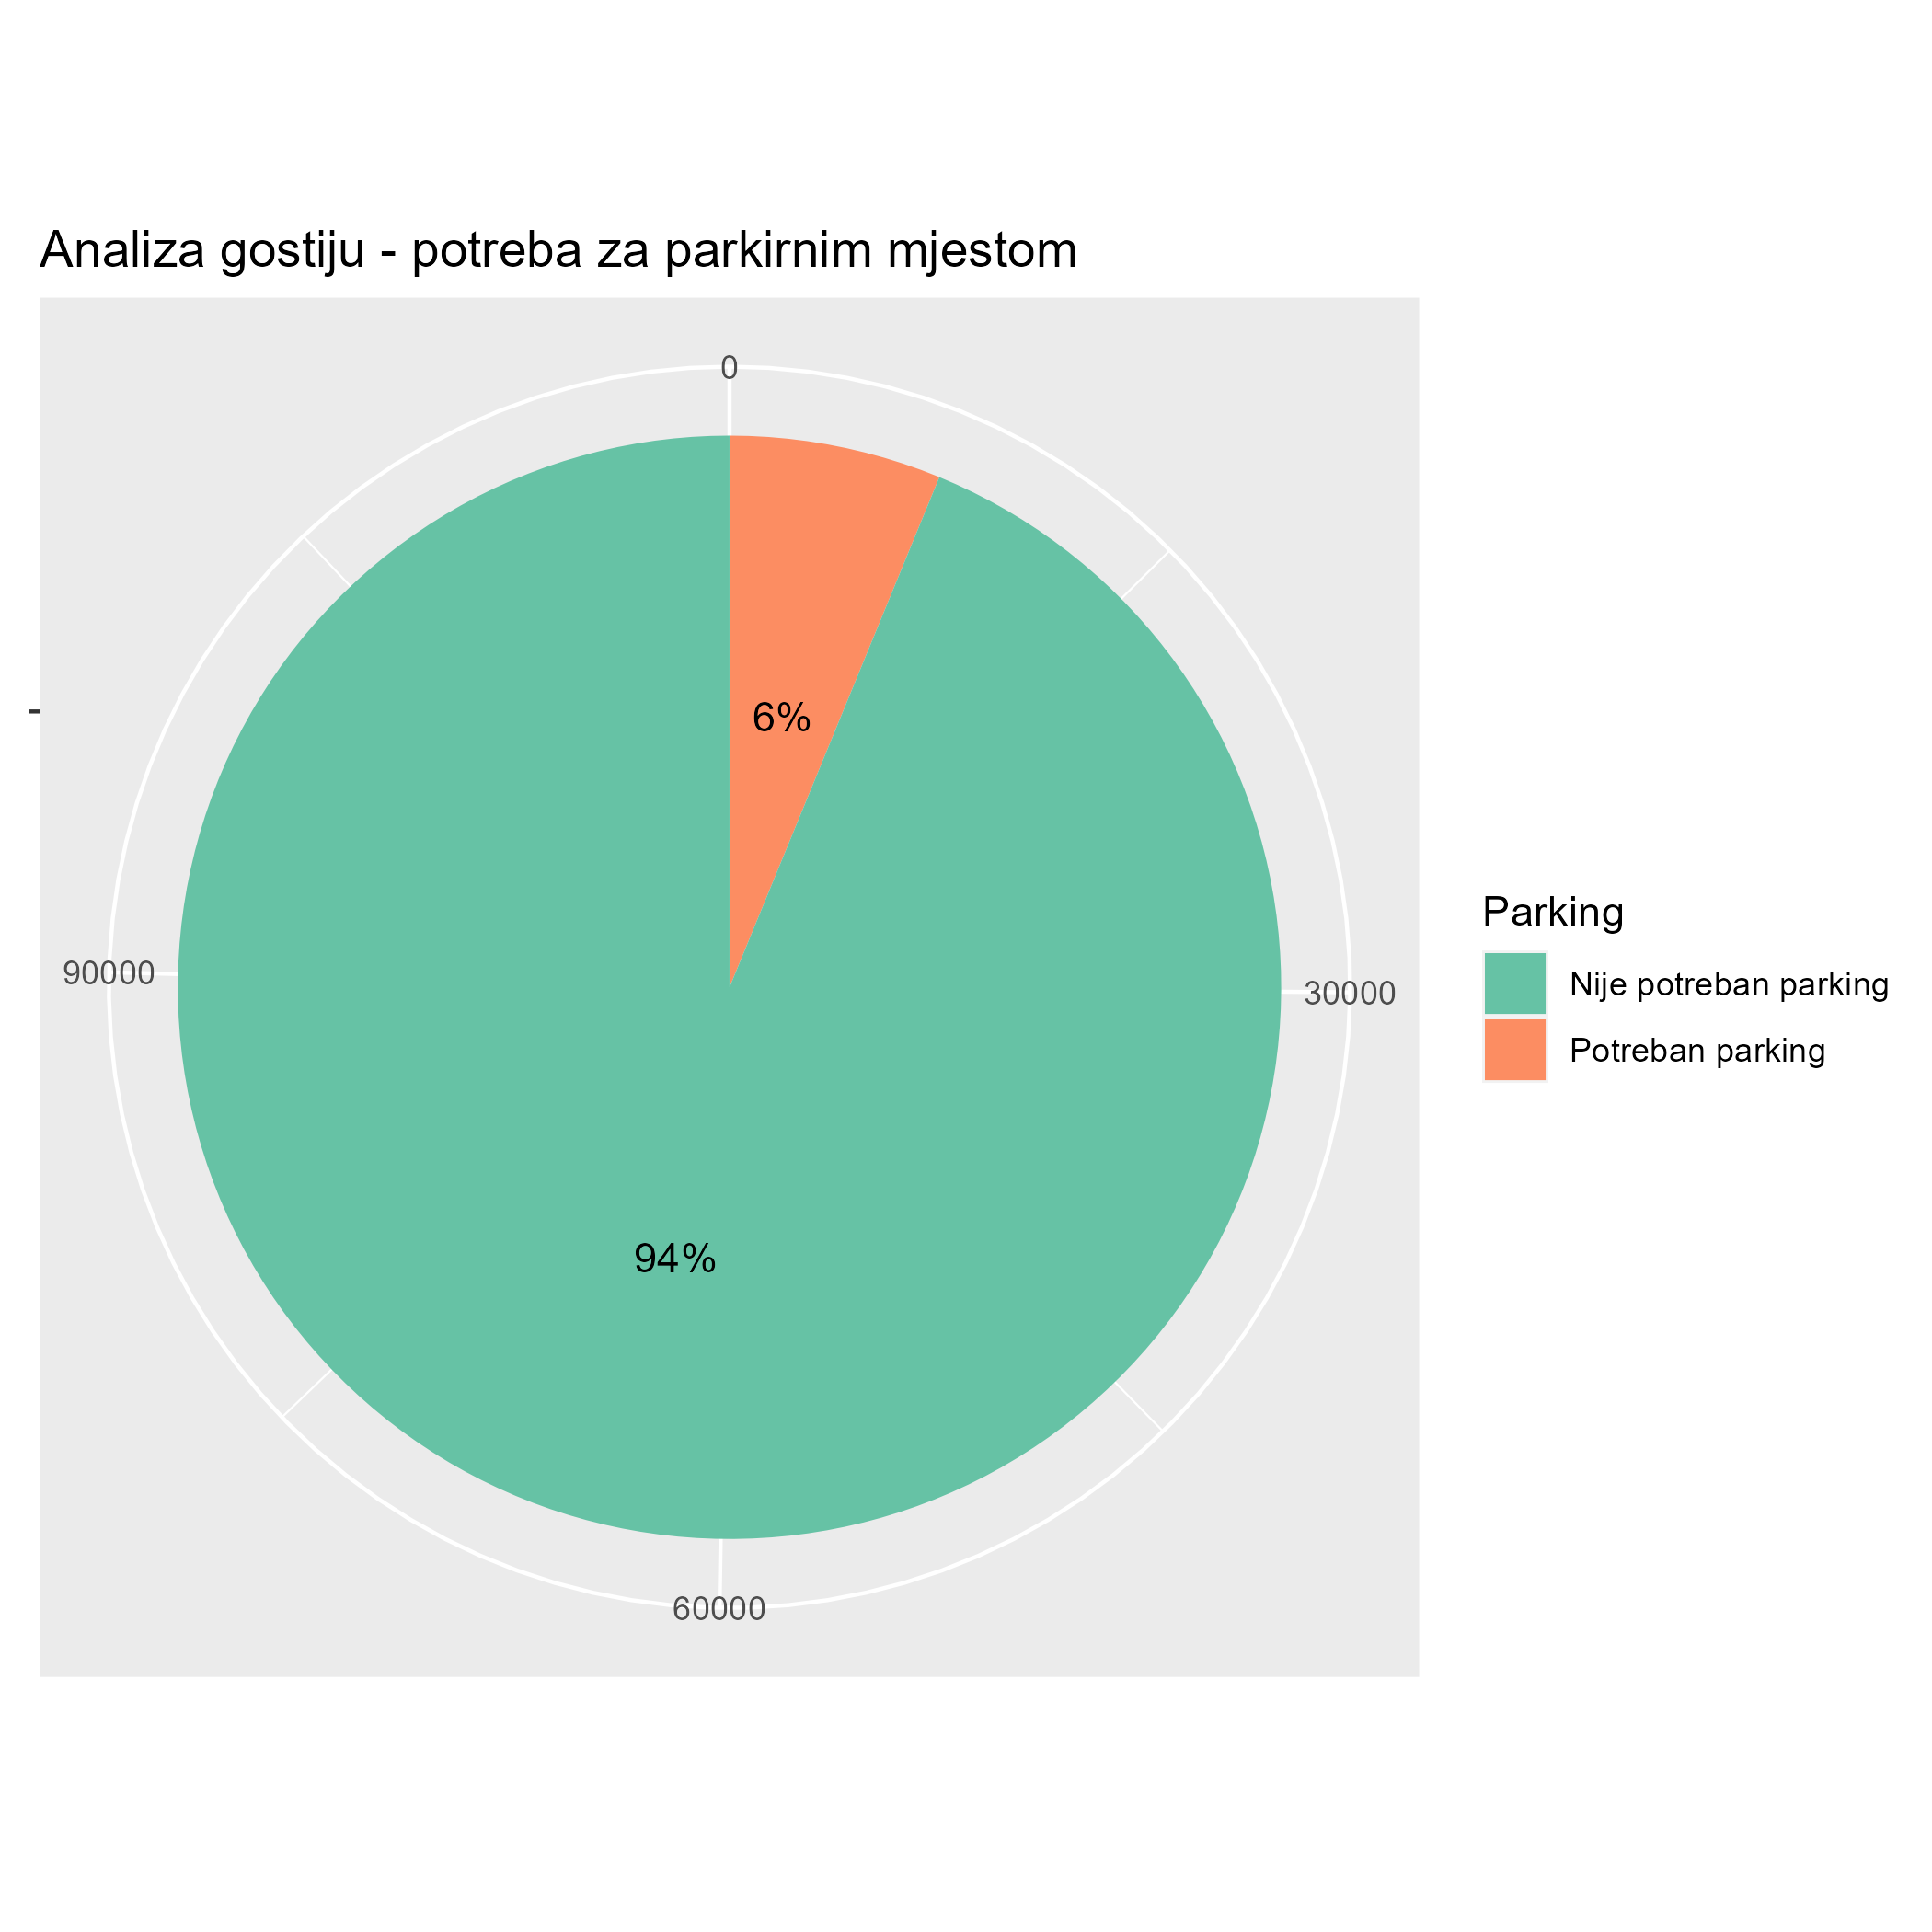 Analiza gostiju - potreba za parkirnim mjestom
0
6%
-
90000
30000
94%
60000
Parking
Nije potreban parking
Potreban parking